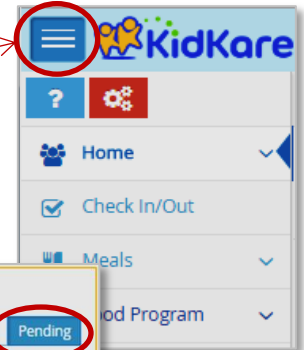 KidKare
?
Home
Check In/Out
Meals
ood Program
Pending